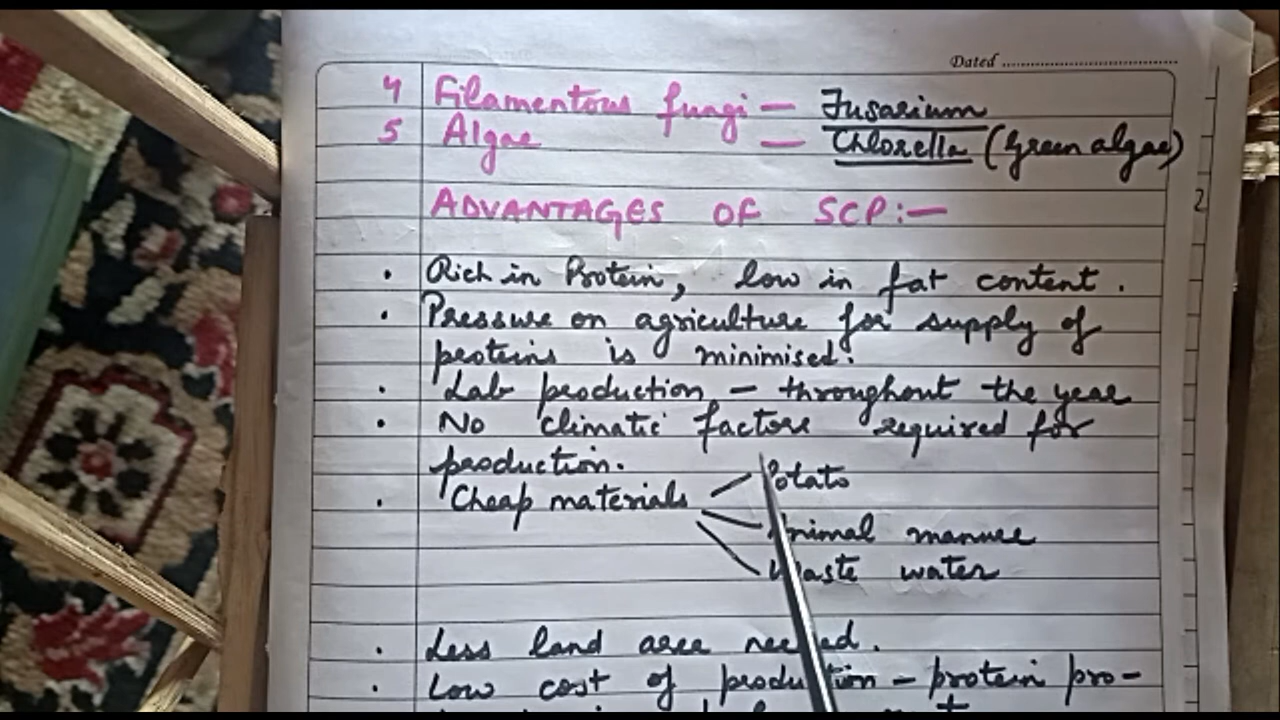 Dated
4 Filamentous fungi — Fusarium
5 Algae — Chlorella (Green algae)
2
ADVANTAGES OF SCP:—
. Rich in Protein, low in fat content.
. Pressure on agriculture for supply of
proteins is minimised.
. Lab production — throughout the year
. No climatic factors required for
production.
. Cheap materials Potato
Animal manure
Waste water
. Less land area needed.
. Low cost of production – protein pro-